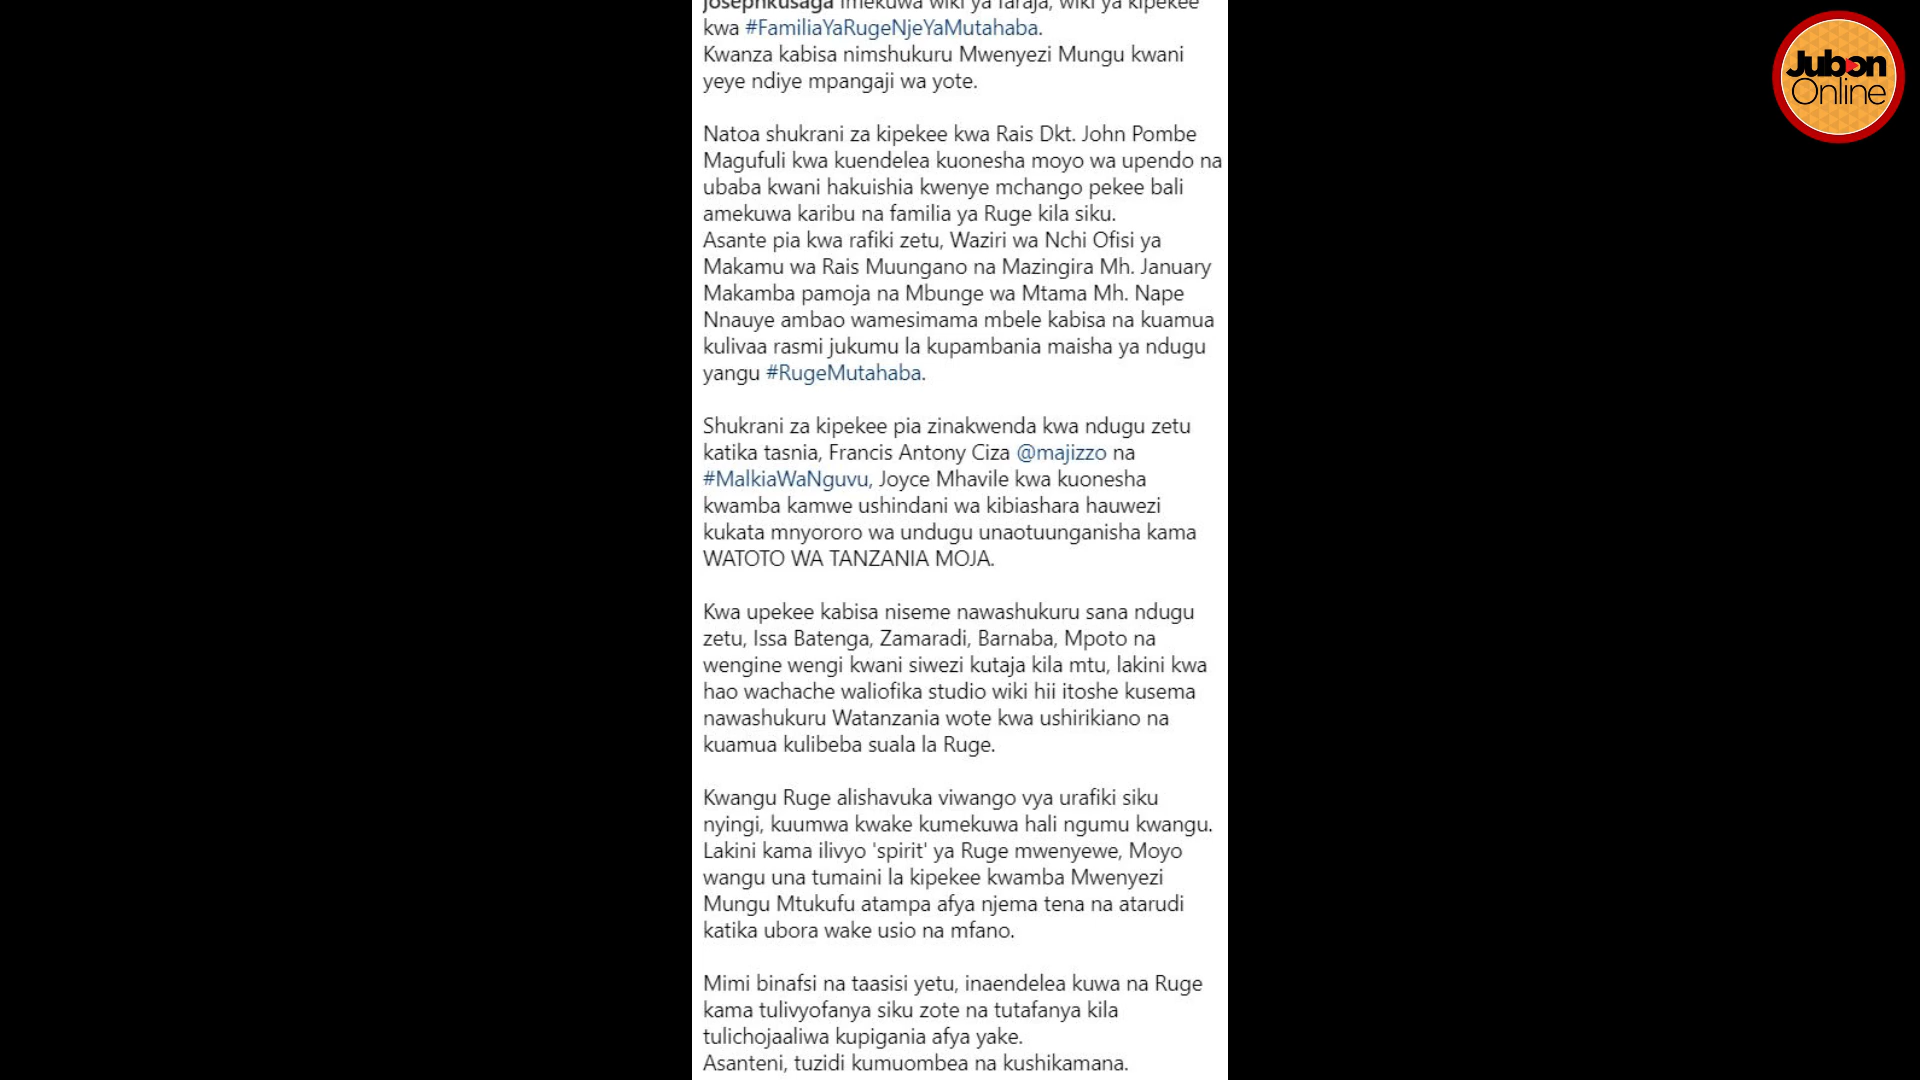 josephkusaga Imekuwa wiki ya faraja, wiki ya kipekee
kwa #FamiliaYaRugeNjeYaMutahaba.
Kwanza kabisa nimshukuru Mwenyezi Mungu kwani
yeye ndiye mpangaji wa yote.
Natoa shukrani za kipekee kwa Rais Dkt. John Pombe
Magufuli kwa kuendelea kuonesha moyo wa upendo na
ubaba kwani hakuishia kwenye mchango pekee bali
amekuwa karibu na familia ya Ruge kila siku.
Asante pia kwa rafiki zetu, Waziri wa Nchi Ofisi ya
Makamu wa Rais Muungano na Mazingira Mh. January
Makamba pamoja na Mbunge wa Mtama Mh. Nape
Nnauye ambao wamesimama mbele kabisa na kuamua
kulivaa rasmi jukumu la kupambania maisha ya ndugu
yangu #RugeMutahaba.
Shukrani za kipekee pia zinakwenda kwa ndugu zetu
katika tasnia, Francis Antony Ciza @majizzo na
#MalkiaWaNguvu, Joyce Mhavile kwa kuonesha
kwamba kamwe ushindani wa kibiashara hauwezi
kukata mnyororo wa undugu unaotuunganisha kama
WATOTO WA TANZANIA MOJA.
Kwa upekee kabisa niseme nawashukuru sana ndugu
zetu, Issa Batenga, Zamaradi, Barnaba, Mpoto na
wengine wengi kwani siwezi kutaja kila mtu, lakini kwa
hao wachache waliofika studio wiki hii itoshe kusema
nawashukuru Watanzania wote kwa ushirikiano na
kuamua kulibeba suala la Ruge.
Kwangu Ruge alishavuka viwango vya urafiki siku
nyingi, kuumwa kwake kumekuwa hali ngumu kwangu.
Lakini kama ilivyo 'spirit' ya Ruge mwenyewe, Moyo
wangu una tumaini la kipekee kwamba Mwenyezi
Mungu Mtukufu atampa afya njema tena na atarudi
katika ubora wake usio na mfano.
Mimi binafsi na taasisi yetu, inaendelea kuwa na Ruge
kama tulivyofanya siku zote na tutafanya kila
tulichojaaliwa kupigania afya yake.
Asanteni, tuzidi kumuombea na kushikamana.
Jubon
Online